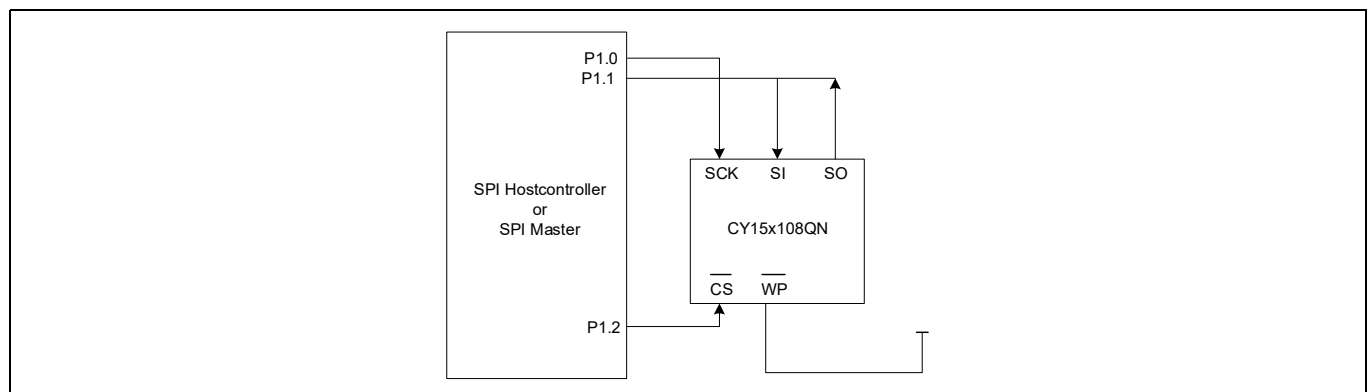 P1.0
P1.1
SCK SI SO
SPI Hostcontroller
or
SPI Master
CY15x108QN
CS WP
P1.2